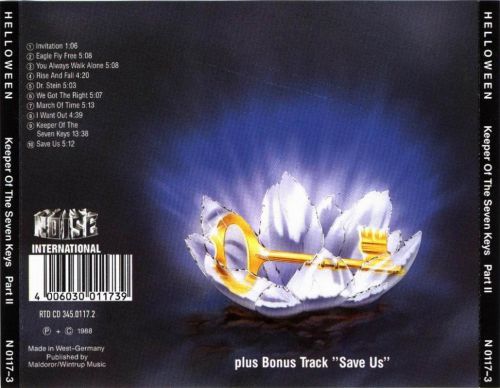 HELLOWEEN Keeper Of The Seven Keys Part II N 0117-3
① Invitation 1:06
② Eagle Fly Free 5:08
③ You Always Walk Alone 5:08
④ Rise And Fall 4:20
⑤ Dr. Stein 5:03
⑥ We Got The Right 5:07
⑦ March Of Time 5:13
⑧ I Want Out 4:39
⑨ Keeper Of The
Seven Keys 13:38
⑩ Save Us 5:12
NOISE
INTERNATIONAL
4 006030 011739
RTD CD 345.0117.2
℗ + © 1988
Made in West-Germany
Published by
Maldoror/Wintrup Music
plus Bonus Track "Save Us"
HELLOWEEN Keeper Of The Seven Keys Part II N 0117-3